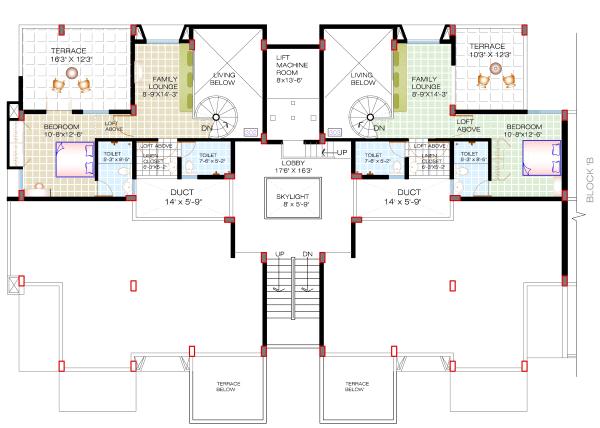 TERRACE
16'3" X 12'3"
FAMILY
LOUNGE
8'-9"X14'-3"
LIVING
BELOW
DN
LIFT
MACHINE
ROOM
8'x13'-6"
LIVING
BELOW
DN
FAMILY
LOUNGE
8'-9"X14'-3"
TERRACE
10'3" X 12'3"
BEDROOM
10'-8"x12'-6"
LOFT
ABOVE
LOFT ABOVE
LINEN
CLOSET
6'-0"X5'-2"
TOILET
5'-3"x 8'-5"
TOILET
7'-6"x 5'-2"
UP
LOBBY
17'6" X 16'3"
TOILET
7'-6"x 5'-2"
LOFT ABOVE
LINEN
CLOSET
6'-0"X5'-2"
TOILET
5'-3"x 8'-5"
LOFT
ABOVE
BEDROOM
10'-8"x12'-6"
DUCT
14' x 5'-9"
SKYLIGHT
8' x 5'-9"
DUCT
14' x 5'-9"
BLOCK 'B'
UP
DN
TERRACE
BELOW
TERRACE
BELOW